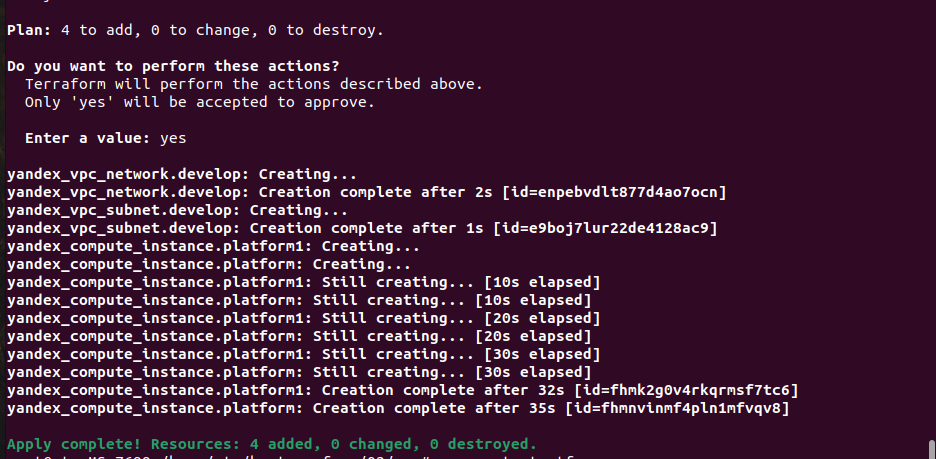 Plan: 4 to add, 0 to change, 0 to destroy.
Do you want to perform these actions?
Terraform will perform the actions described above.
Only 'yes' will be accepted to approve.
Enter a value: yes
yandex_vpc_network.develop: Creating...
yandex_vpc_network.develop: Creation complete after 2s [id=enpebvdlt877d4ao7ocn]
yandex_vpc_subnet.develop: Creating...
yandex_vpc_subnet.develop: Creation complete after 1s [id=e9boj7lur22de4128ac9]
yandex_compute_instance.platform1: Creating...
yandex_compute_instance.platform: Creating...
yandex_compute_instance.platform1: Still creating... [10s elapsed]
yandex_compute_instance.platform: Still creating... [10s elapsed]
yandex_compute_instance.platform1: Still creating... [20s elapsed]
yandex_compute_instance.platform: Still creating... [20s elapsed]
yandex_compute_instance.platform1: Still creating... [30s elapsed]
yandex_compute_instance.platform: Still creating... [30s elapsed]
yandex_compute_instance.platform1: Creation complete after 32s [id=fhmk2g0v4rkqrmsf7tc6]
yandex_compute_instance.platform: Creation complete after 35s [id=fhmnvinmf4pln1mfvqv8]
Apply complete! Resources: 4 added, 0 changed, 0 destroyed.